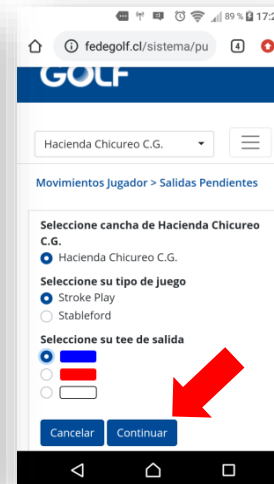 89 % 17:2
fedegolf.cl/sistema/pu 4
GOLF
Hacienda Chicureo C.G.
Movimientos Jugador > Salidas Pendientes
Seleccione cancha de Hacienda Chicureo
C.G.
Hacienda Chicureo C.G.
Seleccione su tipo de juego
Stroke Play
Stableford
Seleccione su tee de salida
Cancelar Continuar